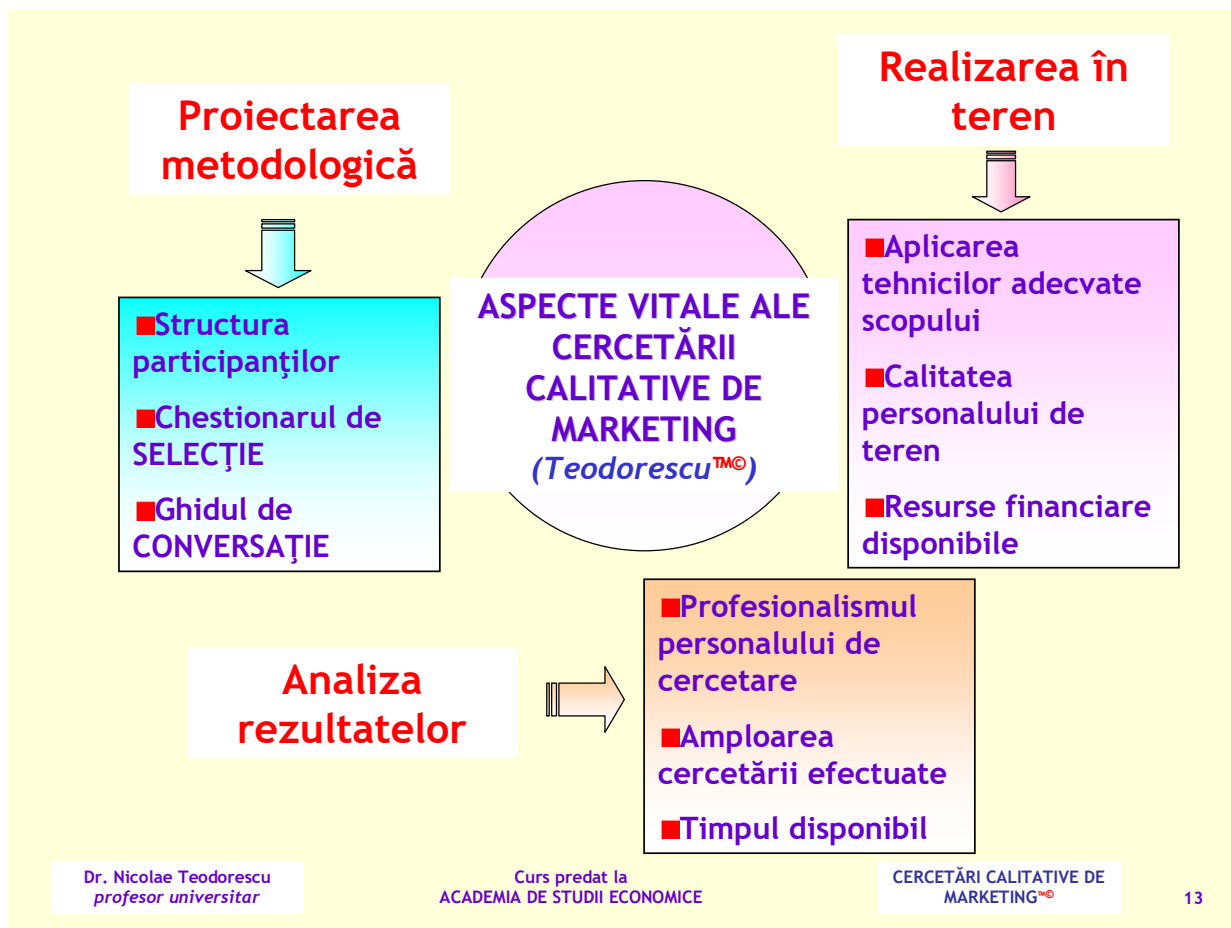 Proiectarea
metodologică
■Structura
participanţilor
■Chestionarul de
SELECŢIE
■Ghidul de
CONVERSAŢIE
ASPECTE VITALE ALE
CERCETĂRII
CALITATIVE DE
MARKETING
(Teodorescu™©)
Realizarea în
teren
■Aplicarea
tehnicilor adecvate
scopului
■Calitatea
personalului de
teren
■Resurse financiare
disponibile
Analiza
rezultatelor
■Profesionalismul
personalului de
cercetare
■Amploarea
cercetării efectuate
■Timpul disponibil
Dr. Nicolae Teodorescu
profesor universitar
Curs predat la
ACADEMIA DE STUDII ECONOMICE
CERCETĂRI CALITATIVE DE
MARKETING™©
13